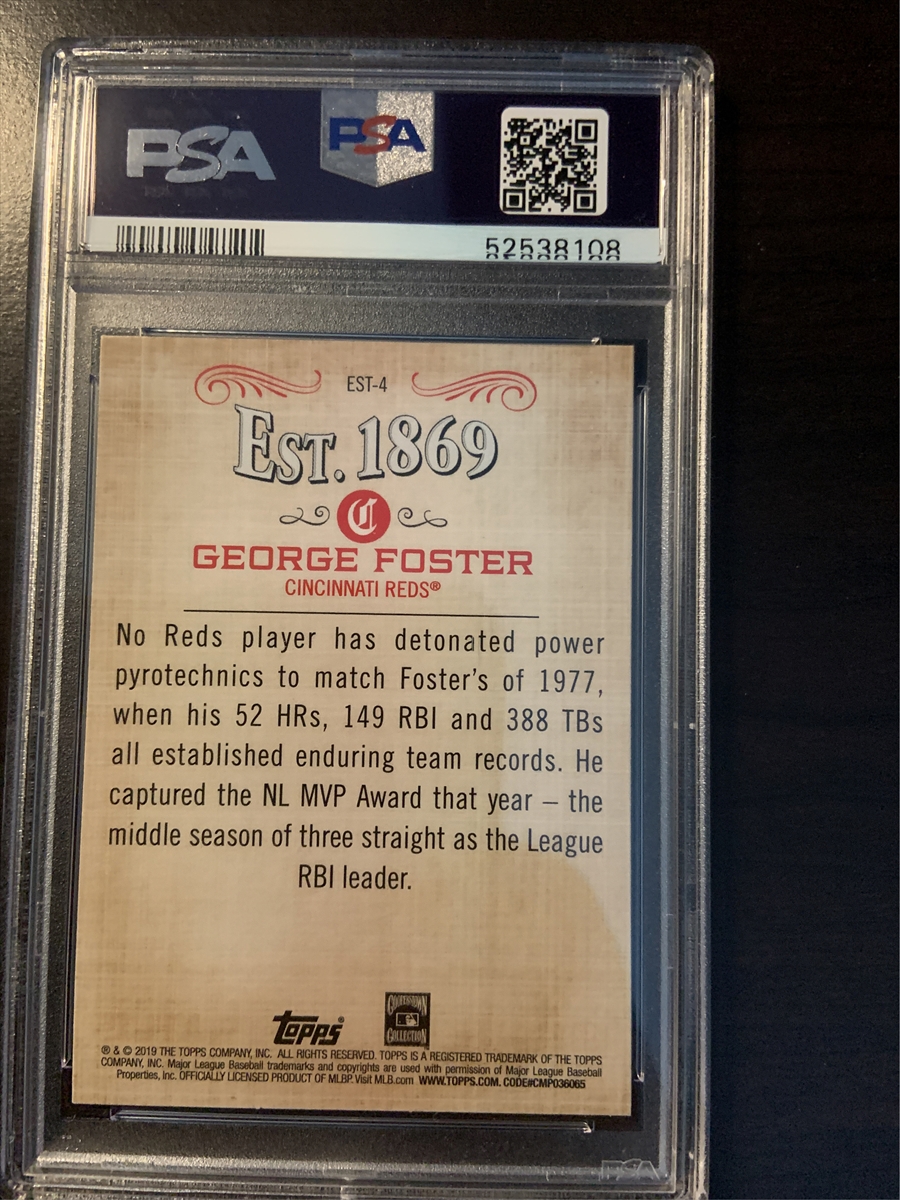 PSA
PSA
52538108
EST-4
EST. 1869
C
GEORGE FOSTER
CINCINNATI REDS®
No Reds player has detonated power
pyrotechnics to match Foster's of 1977,
when his 52 HRs, 149 RBI and 388 TBs
all established enduring team records. He
captured the NL MVP Award that year – the
middle season of three straight as the League
RBI leader.
topps®
COOPERSTOWN
COLLECTION
® & © 2019 THE TOPPS COMPANY, INC. ALL RIGHTS RESERVED. TOPPS IS A REGISTERED TRADEMARK OF THE TOPPS
COMPANY, INC. Major League Baseball trademarks and copyrights are used with permission of Major League Baseball
Properties, Inc. OFFICIALLY LICENSED PRODUCT OF MLBP. Visit MLB.com WWW.TOPPS.COM. CODE#CMP036065
PSA